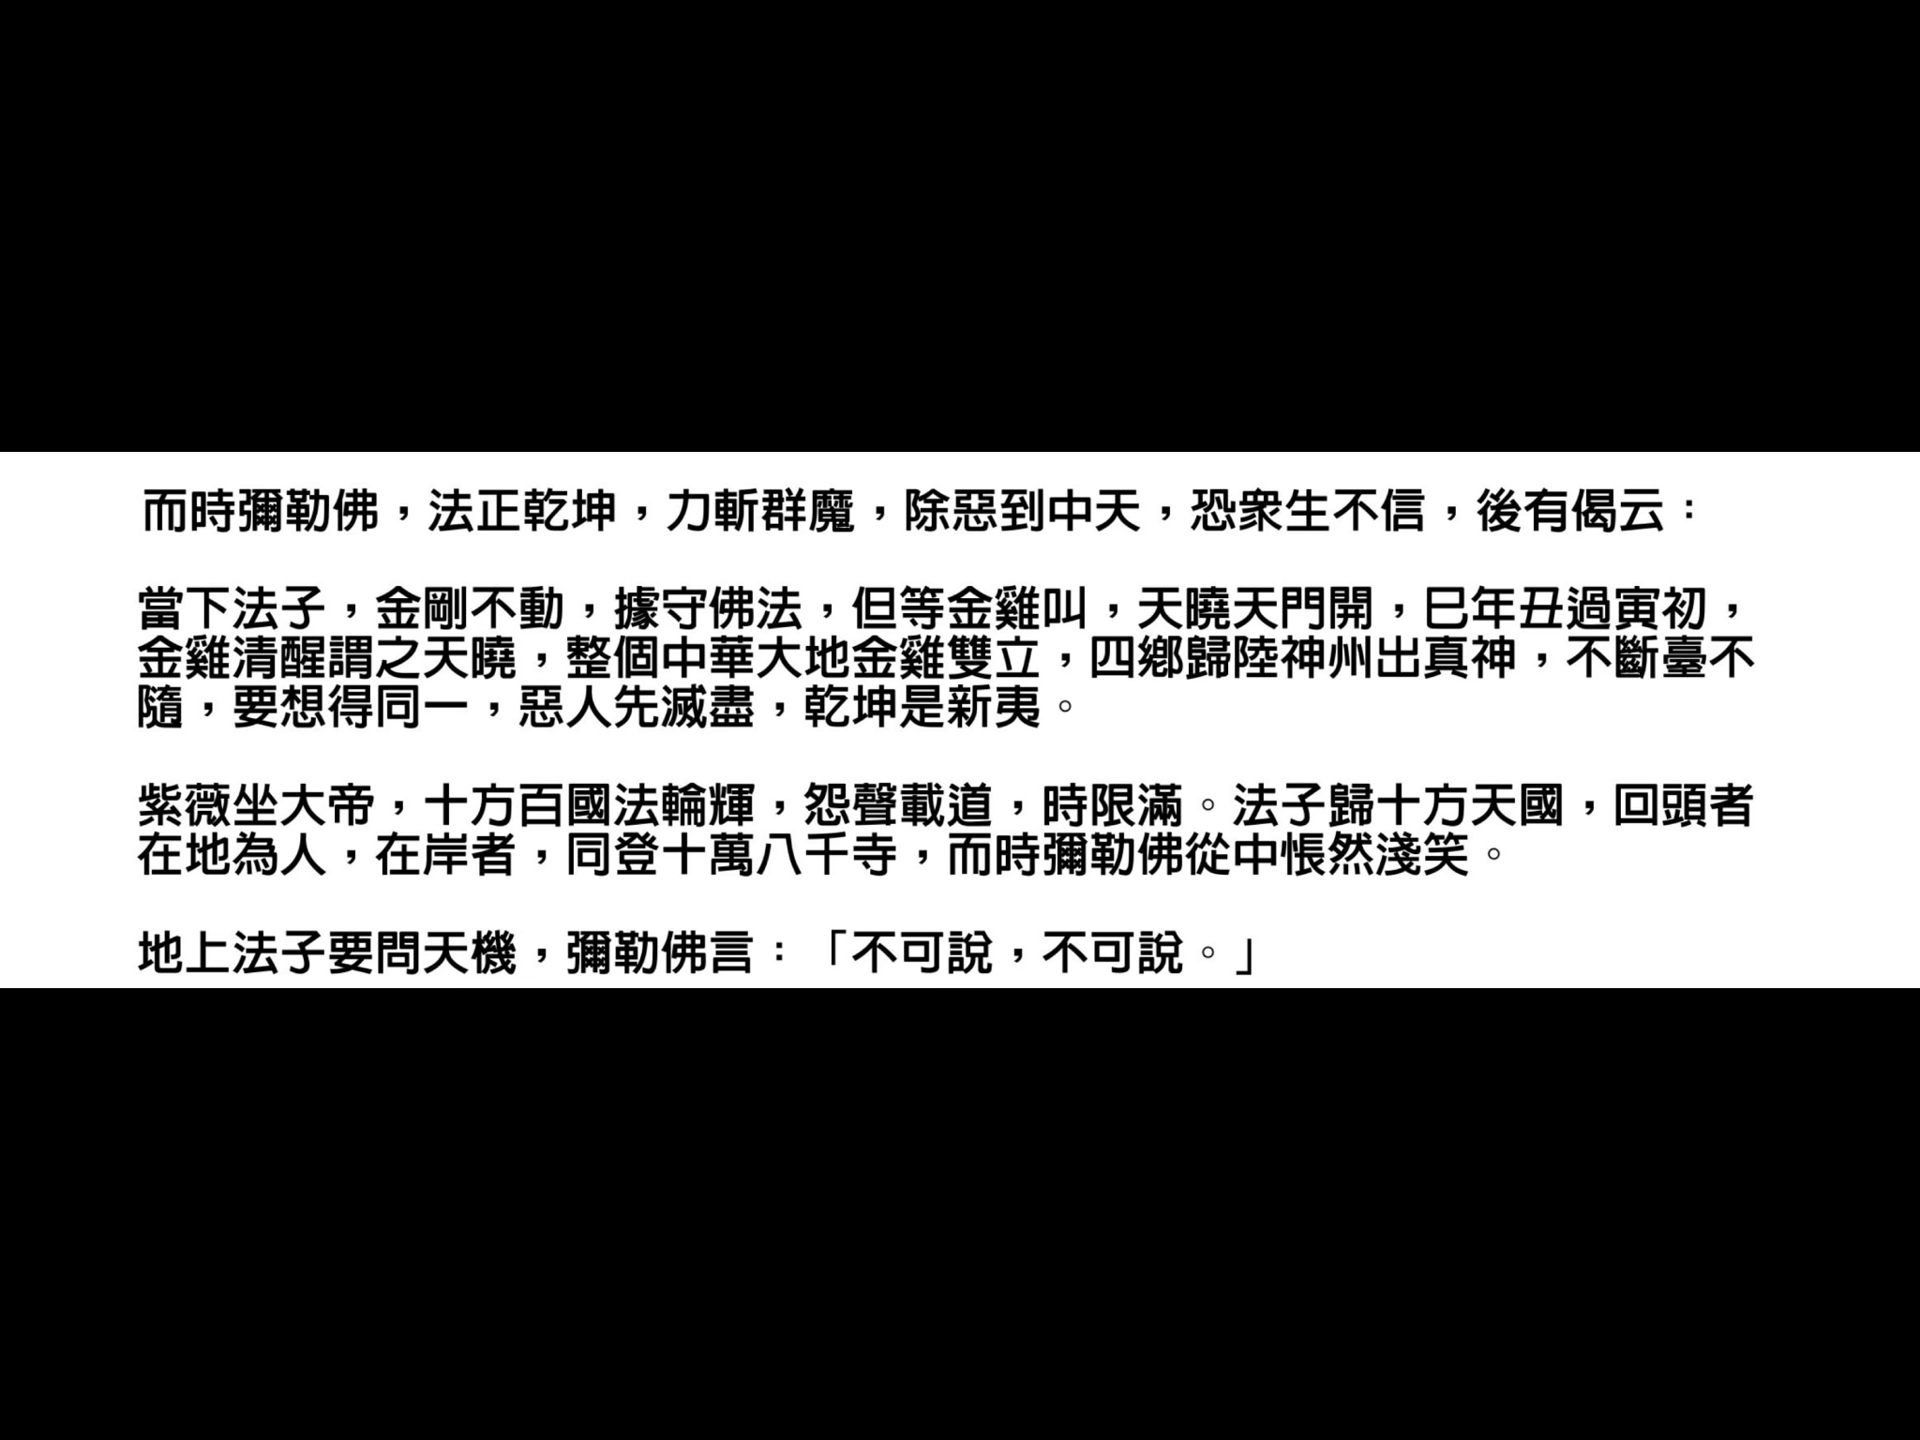 而時彌勒佛，法正乾坤，力斬群魔，除惡到中天，恐衆生不信，後有偈云：
當下法子，金剛不動，據守佛法，但等金雞叫，天曉天門開，巳年丑過寅初，
金雞清醒謂之天曉，整個中華大地金雞雙立，四鄉歸陸神州出真神，不斷臺不
隨，要想得同一，惡人先滅盡，乾坤是新夷。
紫薇坐大帝，十方百國法輪輝，怨聲載道，時限滿。法子歸十方天國，回頭者
在地為人，在岸者，同登十萬八千寺，而時彌勒佛從中悵然淺笑。
地上法子要問天機，彌勒佛言：「不可說，不可說。」